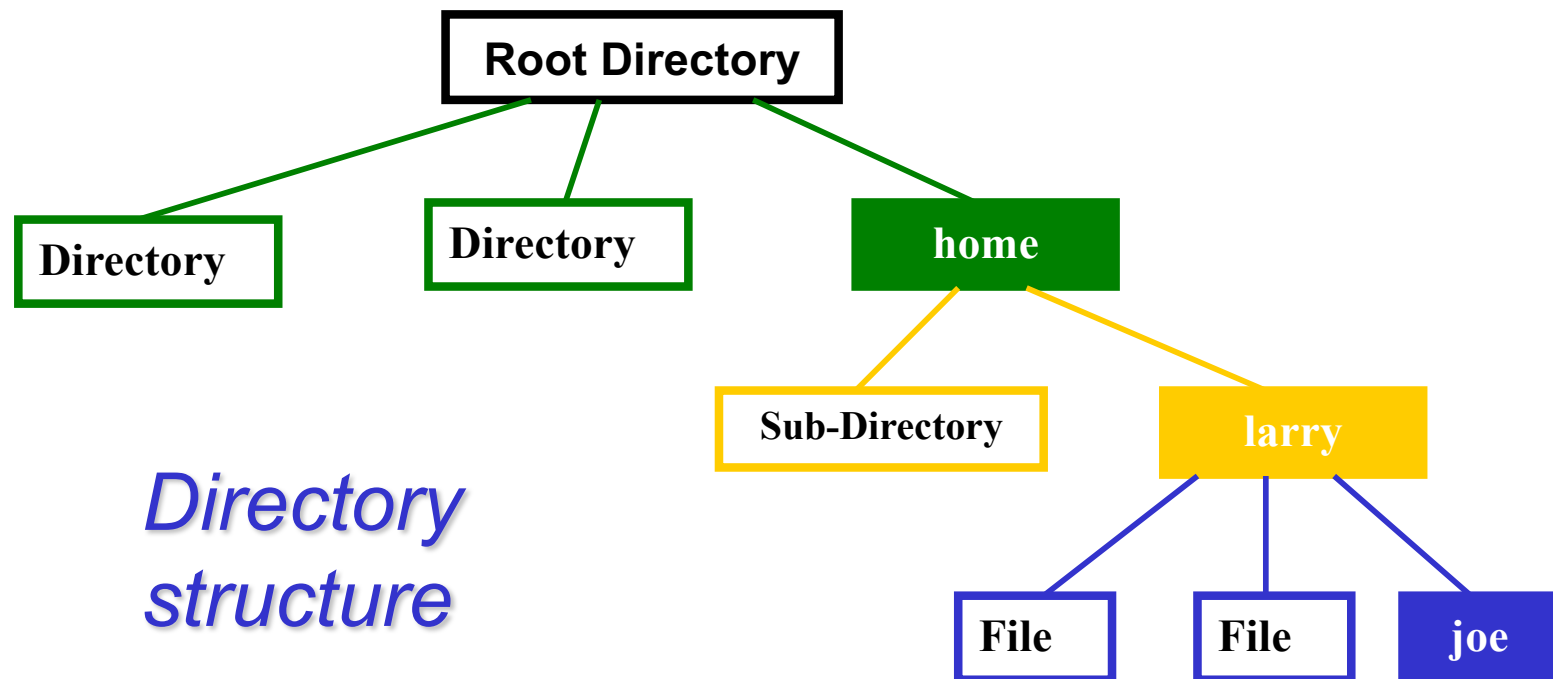 Root Directory
Directory
Directory
home
Sub-Directory
larry
Directory
structure
File
File
joe